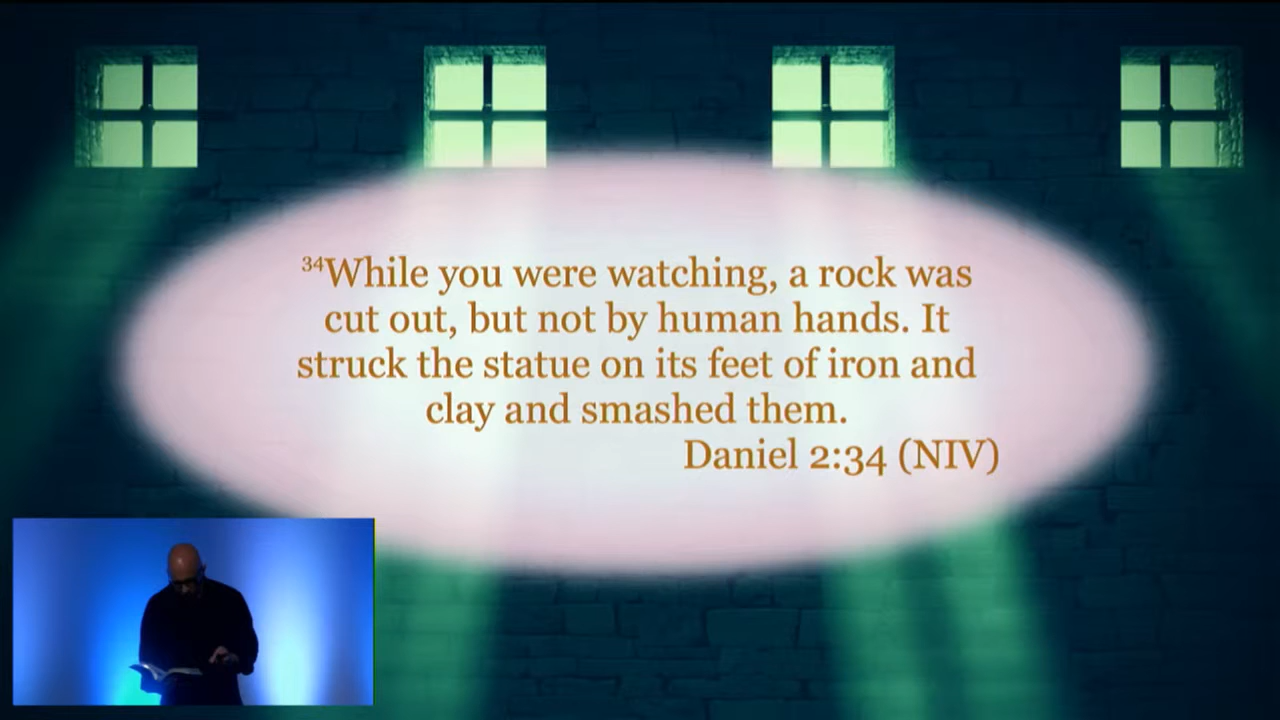 ³⁴While you were watching, a rock was
cut out, but not by human hands. It
struck the statue on its feet of iron and
clay and smashed them.
Daniel 2:34 (NIV)